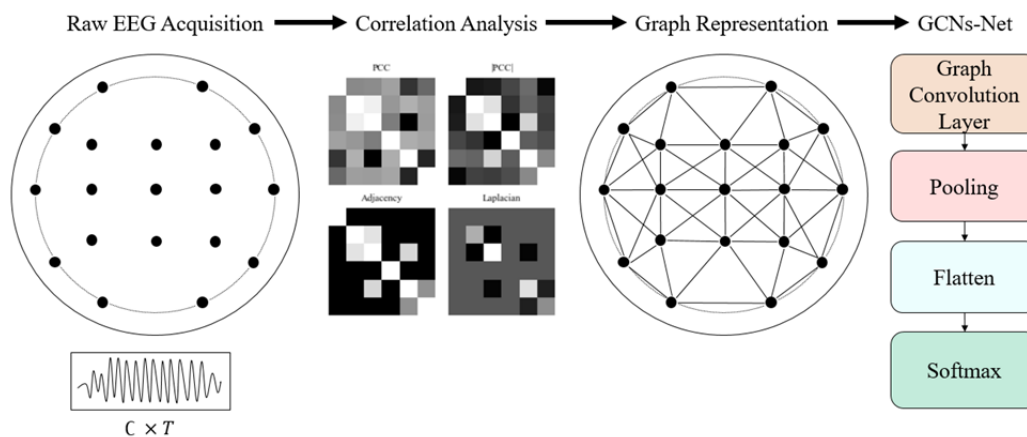 Raw EEG Acquisition
Correlation Analysis
Graph Representation
GCNs-Net
PCC
|PCC|
Adjacency
Laplacian
C × T
Graph
Convolution
Layer
Pooling
Flatten
Softmax